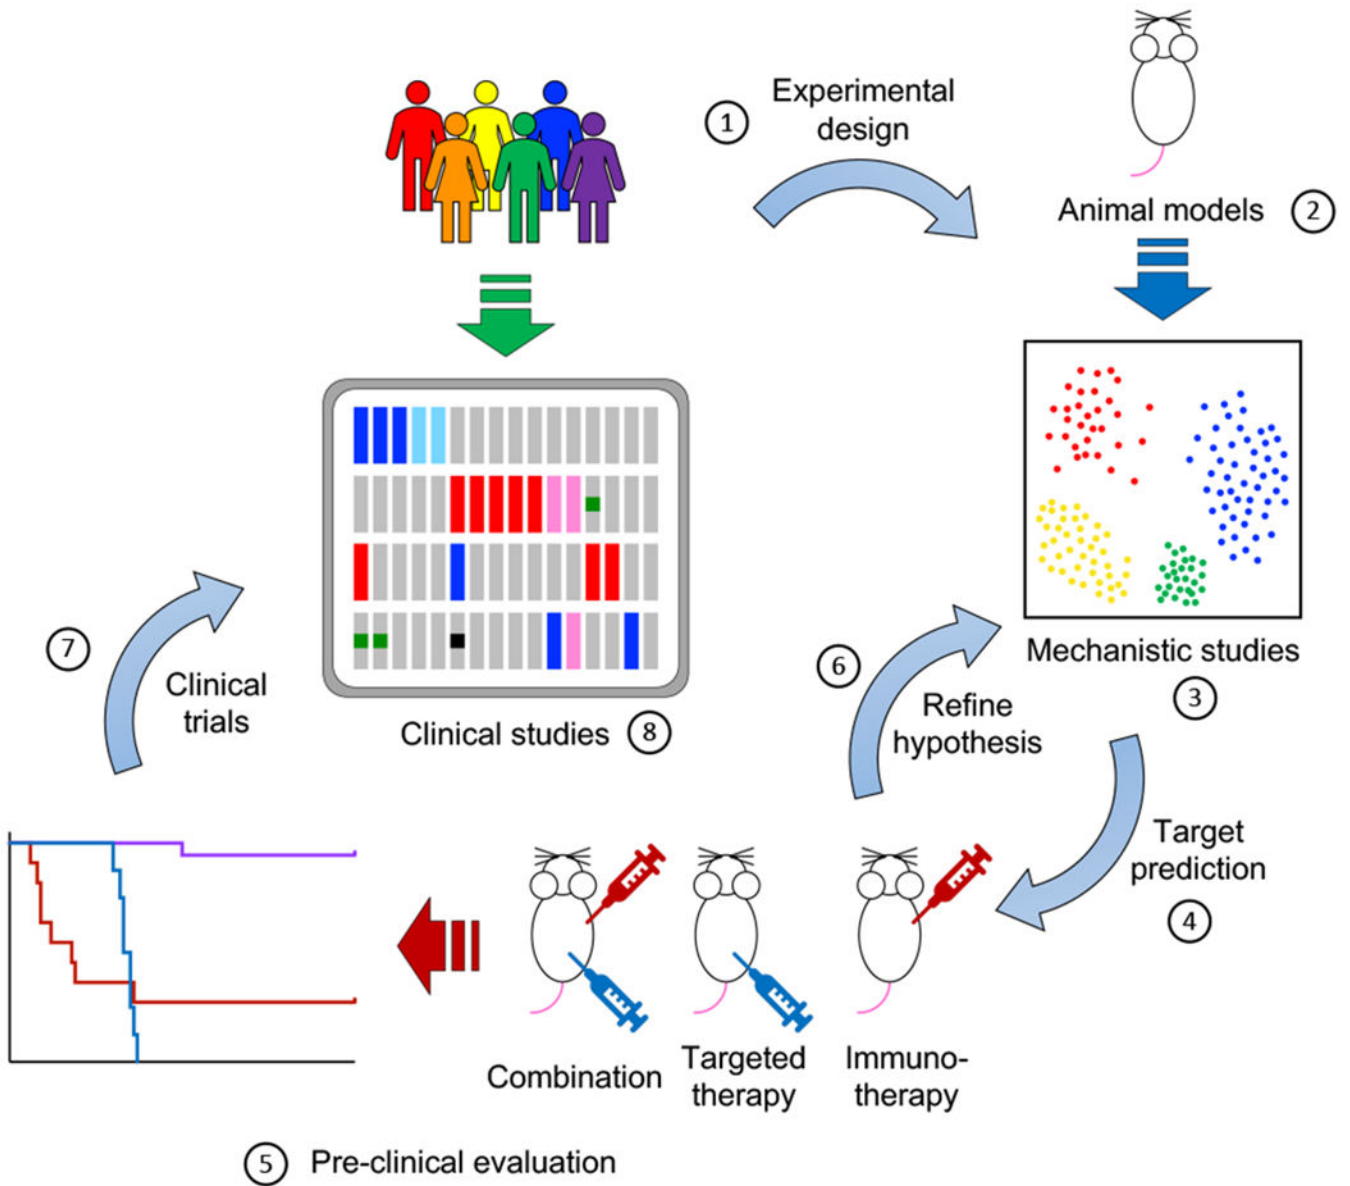 1
Experimental
design
Animal models
2
Mechanistic studies
3
Target
prediction
4
6
Refine
hypothesis
7
Clinical
trials
Clinical studies
8
Combination
Targeted
therapy
Immuno-
therapy
5
Pre-clinical evaluation